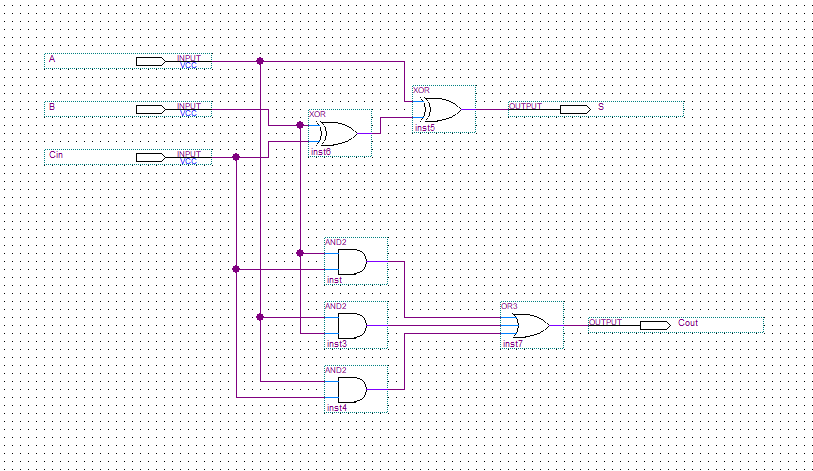 A INPUT VCC
B INPUT VCC
Cin INPUT VCC
XOR
inst6
XOR
inst5
OUTPUT S
AND2
inst
AND2
inst3
AND2
inst4
OR3
inst7
OUTPUT Cout